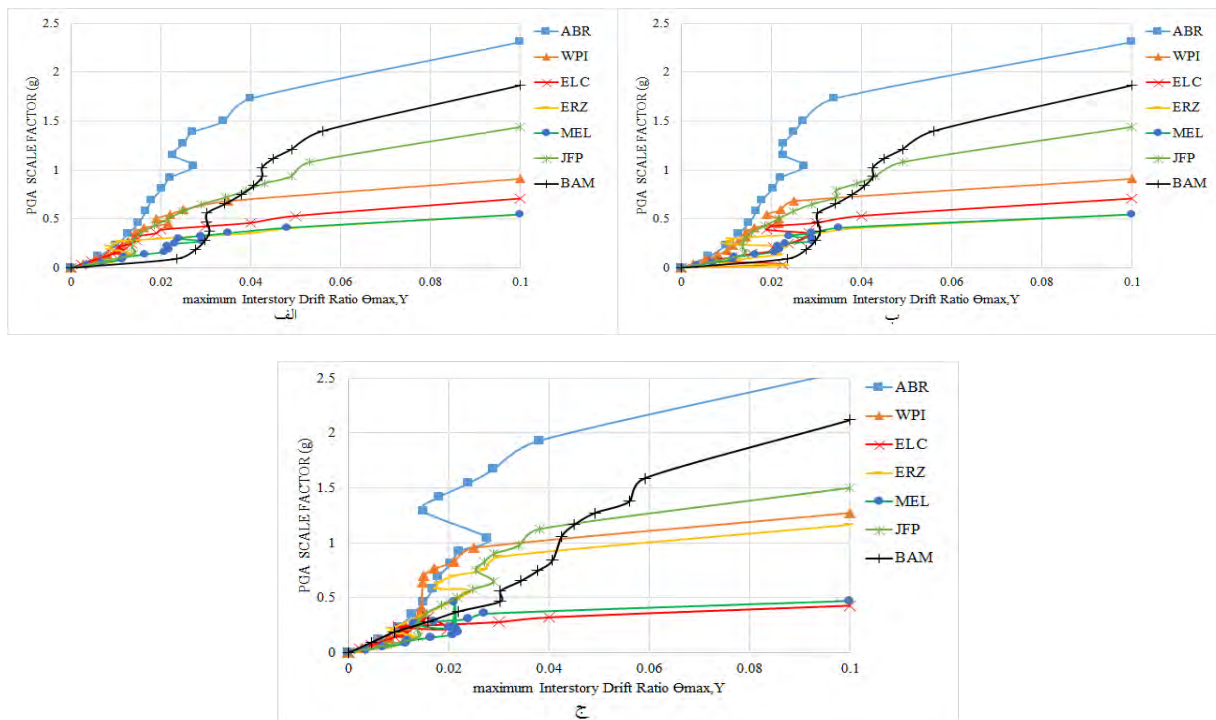 2.5
2
1.5
1
0.5
0
PGA SCALE FACTOR (g)
0 0.02 0.04 0.06 0.08 0.1
maximum Interstory Drift Ratio Θmax,Y
الف
ABR
WPI
ELC
ERZ
MEL
JFP
BAM
2.5
2
1.5
1
0.5
0
PGA SCALE FACTOR (g)
0 0.02 0.04 0.06 0.08 0.1
maximum Interstory Drift Ratio Θmax,Y
ب
ABR
WPI
ELC
ERZ
MEL
JFP
BAM
2.5
2
1.5
1
0.5
0
PGA SCALE FACTOR (g)
0 0.02 0.04 0.06 0.08 0.1
maximum Interstory Drift Ratio Θmax,Y
ج
ABR
WPI
ELC
ERZ
MEL
JFP
BAM